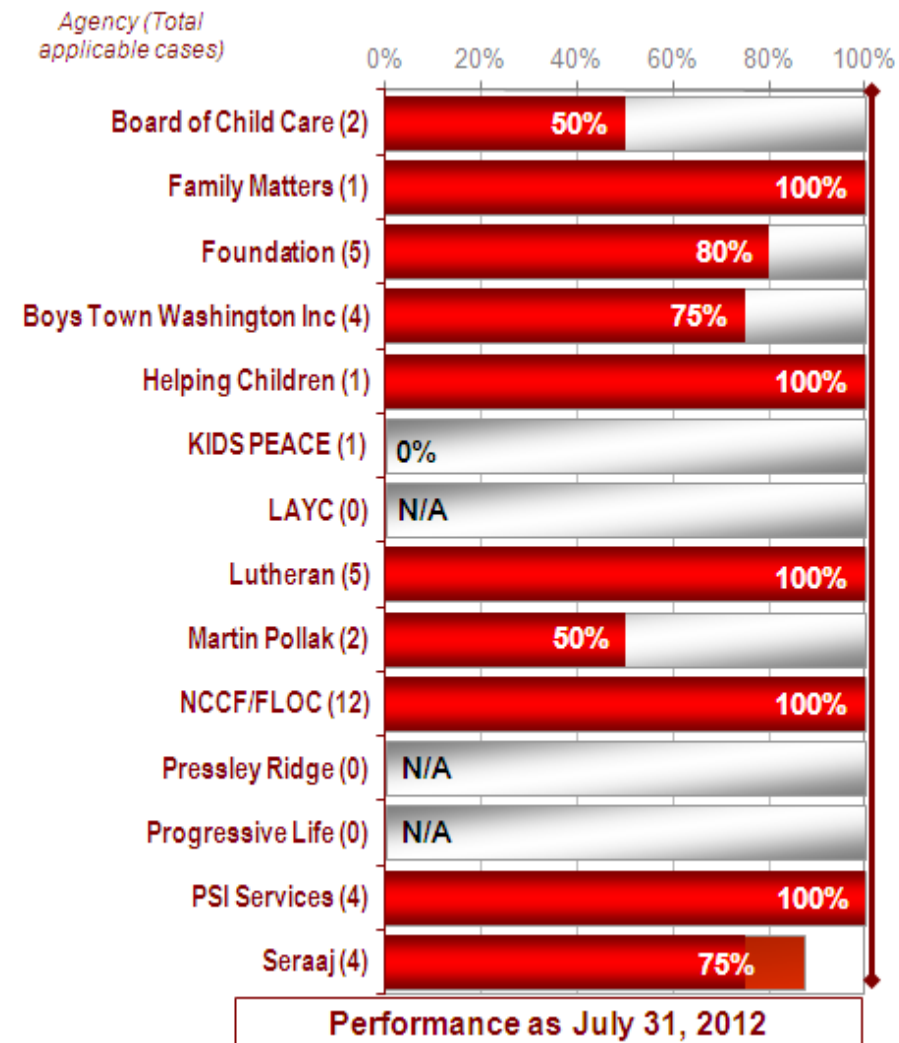 Agency (Total
applicable cases)
0% 20% 40% 60% 80% 100%
Board of Child Care (2) 50%
Family Matters (1) 100%
Foundation (5) 80%
Boys Town Washington Inc (4) 75%
Helping Children (1) 100%
KIDS PEACE (1) 0%
LAYC (0) N/A
Lutheran (5) 100%
Martin Pollak (2) 50%
NCCF/FLOC (12) 100%
Pressley Ridge (0) N/A
Progressive Life (0) N/A
PSI Services (4) 100%
Seraaj (4) 75%
Performance as July 31, 2012